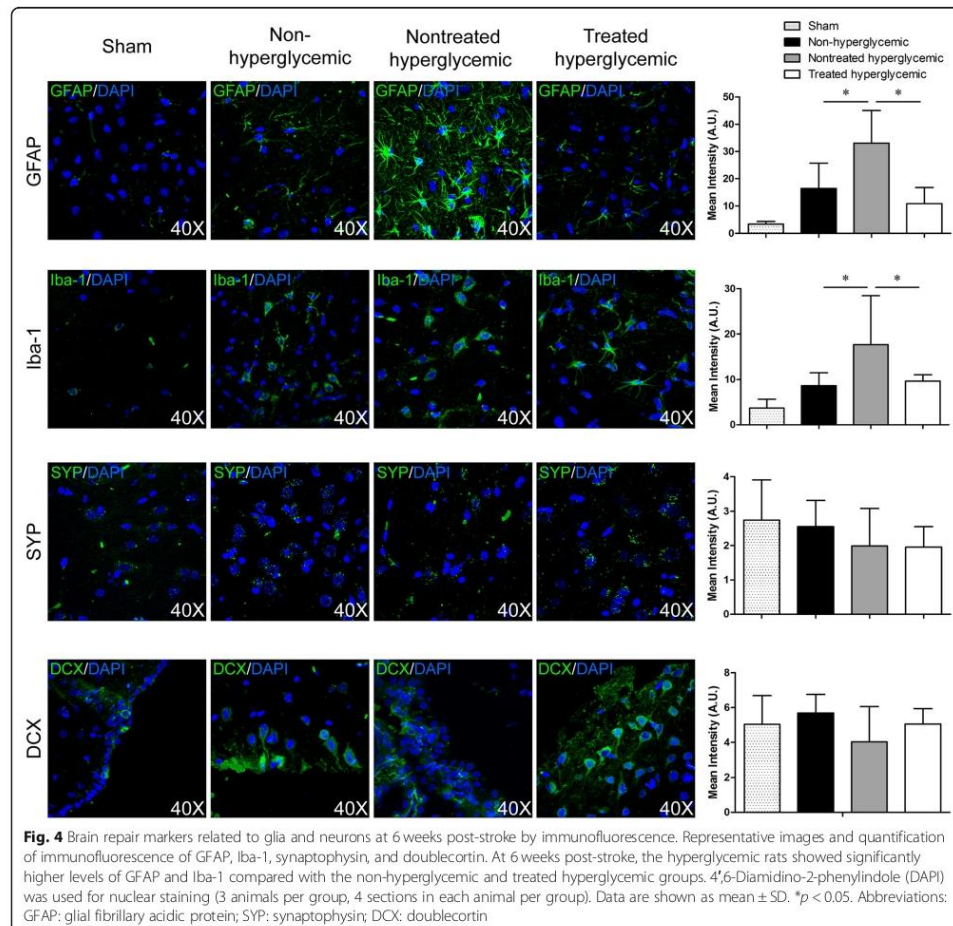 Sham
Non-
hyperglycemic
Nontreated
hyperglycemic
Treated
hyperglycemic
Sham
Non-hyperglycemic
Nontreated hyperglycemic
Treated hyperglycemic
GFAP
GFAP/DAPI
40X
GFAP/DAPI
40X
GFAP/DAPI
40X
GFAP/DAPI
40X
Mean Intensity (A.U.)
50
40
30
20
10
0
* *
Iba-1
Iba-1/DAPI
40X
Iba-1/DAPI
40X
Iba-1/DAPI
40X
Iba-1/DAPI
40X
Mean Intensity (A.U.)
30
20
10
0
* *
SYP
SYP/DAPI
40X
SYP/DAPI
40X
SYP/DAPI
40X
SYP/DAPI
40X
Mean Intensity (A.U.)
4
3
2
1
0
DCX
DCX/DAPI
40X
DCX/DAPI
40X
DCX/DAPI
40X
DCX/DAPI
40X
Mean Intensity (A.U.)
8
6
4
2
0
Fig. 4 Brain repair markers related to glia and neurons at 6 weeks post-stroke by immunofluorescence. Representative images and quantification
of immunofluorescence of GFAP, Iba-1, synaptophysin, and doublecortin. At 6 weeks post-stroke, the hyperglycemic rats showed significantly
higher levels of GFAP and Iba-1 compared with the non-hyperglycemic and treated hyperglycemic groups. 4′,6-Diamidino-2-phenylindole (DAPI)
was used for nuclear staining (3 animals per group, 4 sections in each animal per group). Data are shown as mean ± SD. *p < 0.05. Abbreviations:
GFAP: glial fibrillary acidic protein; SYP: synaptophysin; DCX: doublecortin